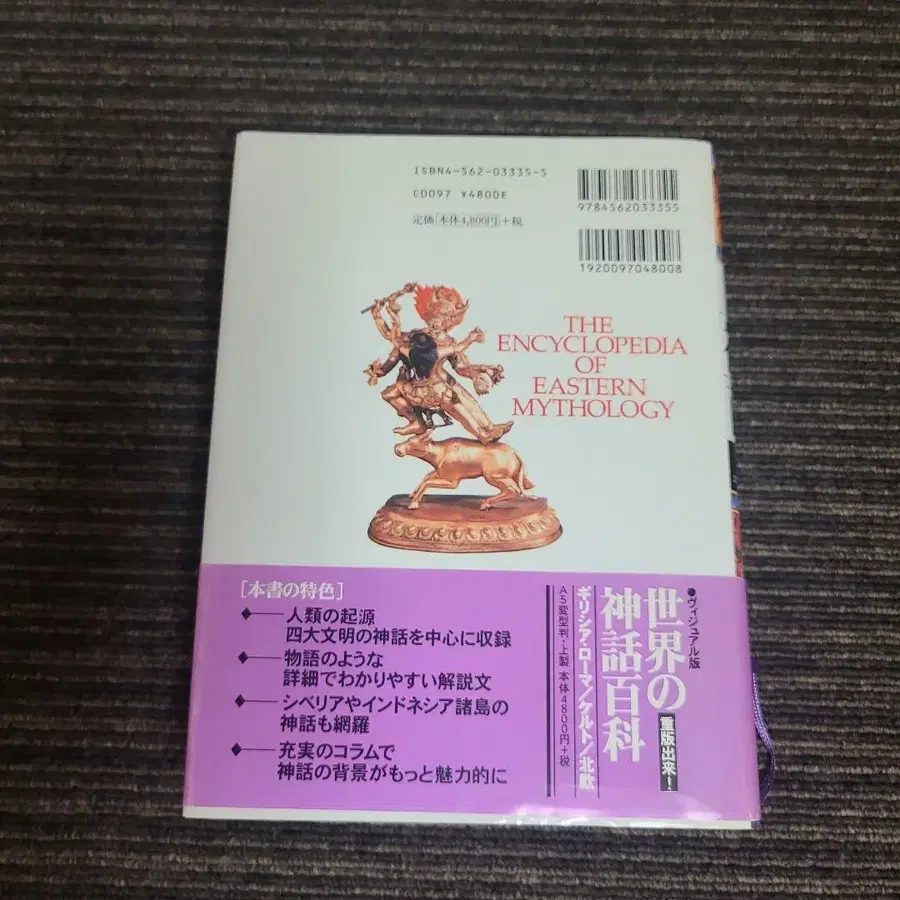 ISBN4-562-03335-5
C0097 ¥4800E
定価[本体4,800円]+税
9784562033355
1920097048008
THE
ENCYCLOPEDIA
OF
EASTERN
MYTHOLOGY
[本書の特色]
◆──人類の起源
四大文明の神話を中心に収録
◆──物語のような
詳細でわかりやすい解説文
◆──シベリアやインドネシア諸島の
神話も網羅
◆──充実のコラムで
神話の背景がもっと魅力的に
●ヴィジュアル版
世界の
神話百科
重版出来!
ギリシア・ローマ/ケルト/北欧
A5変型判・上製 本体4800円+税